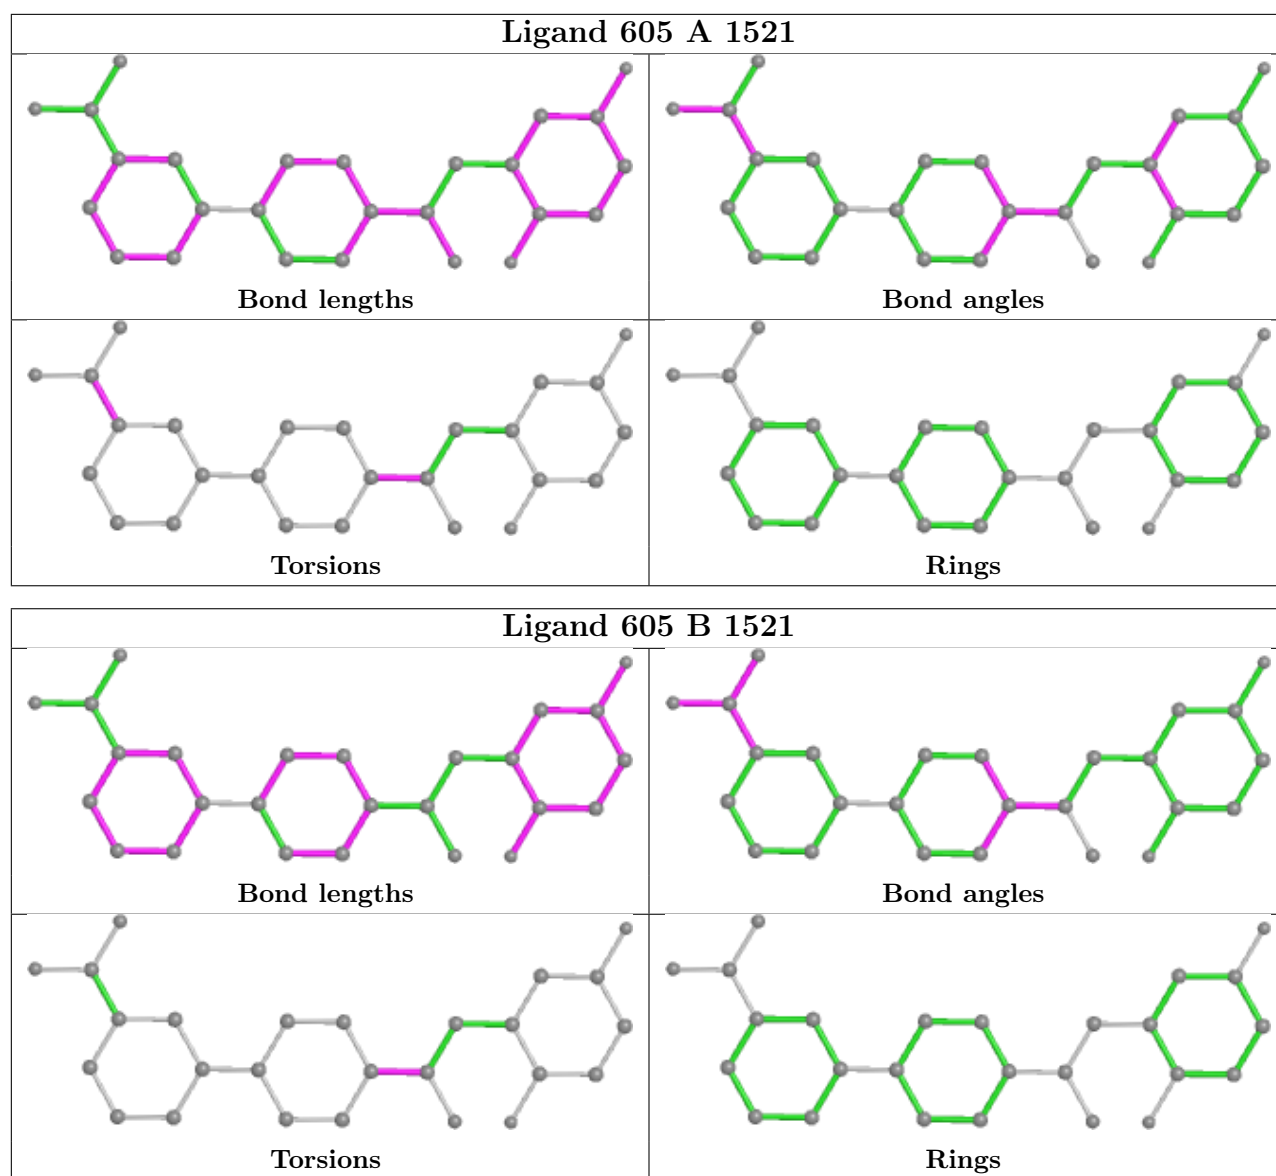 Ligand 605 A 1521
Bond lengths
Bond angles
Torsions
Rings
Ligand 605 B 1521
Bond lengths
Bond angles
Torsions
Rings